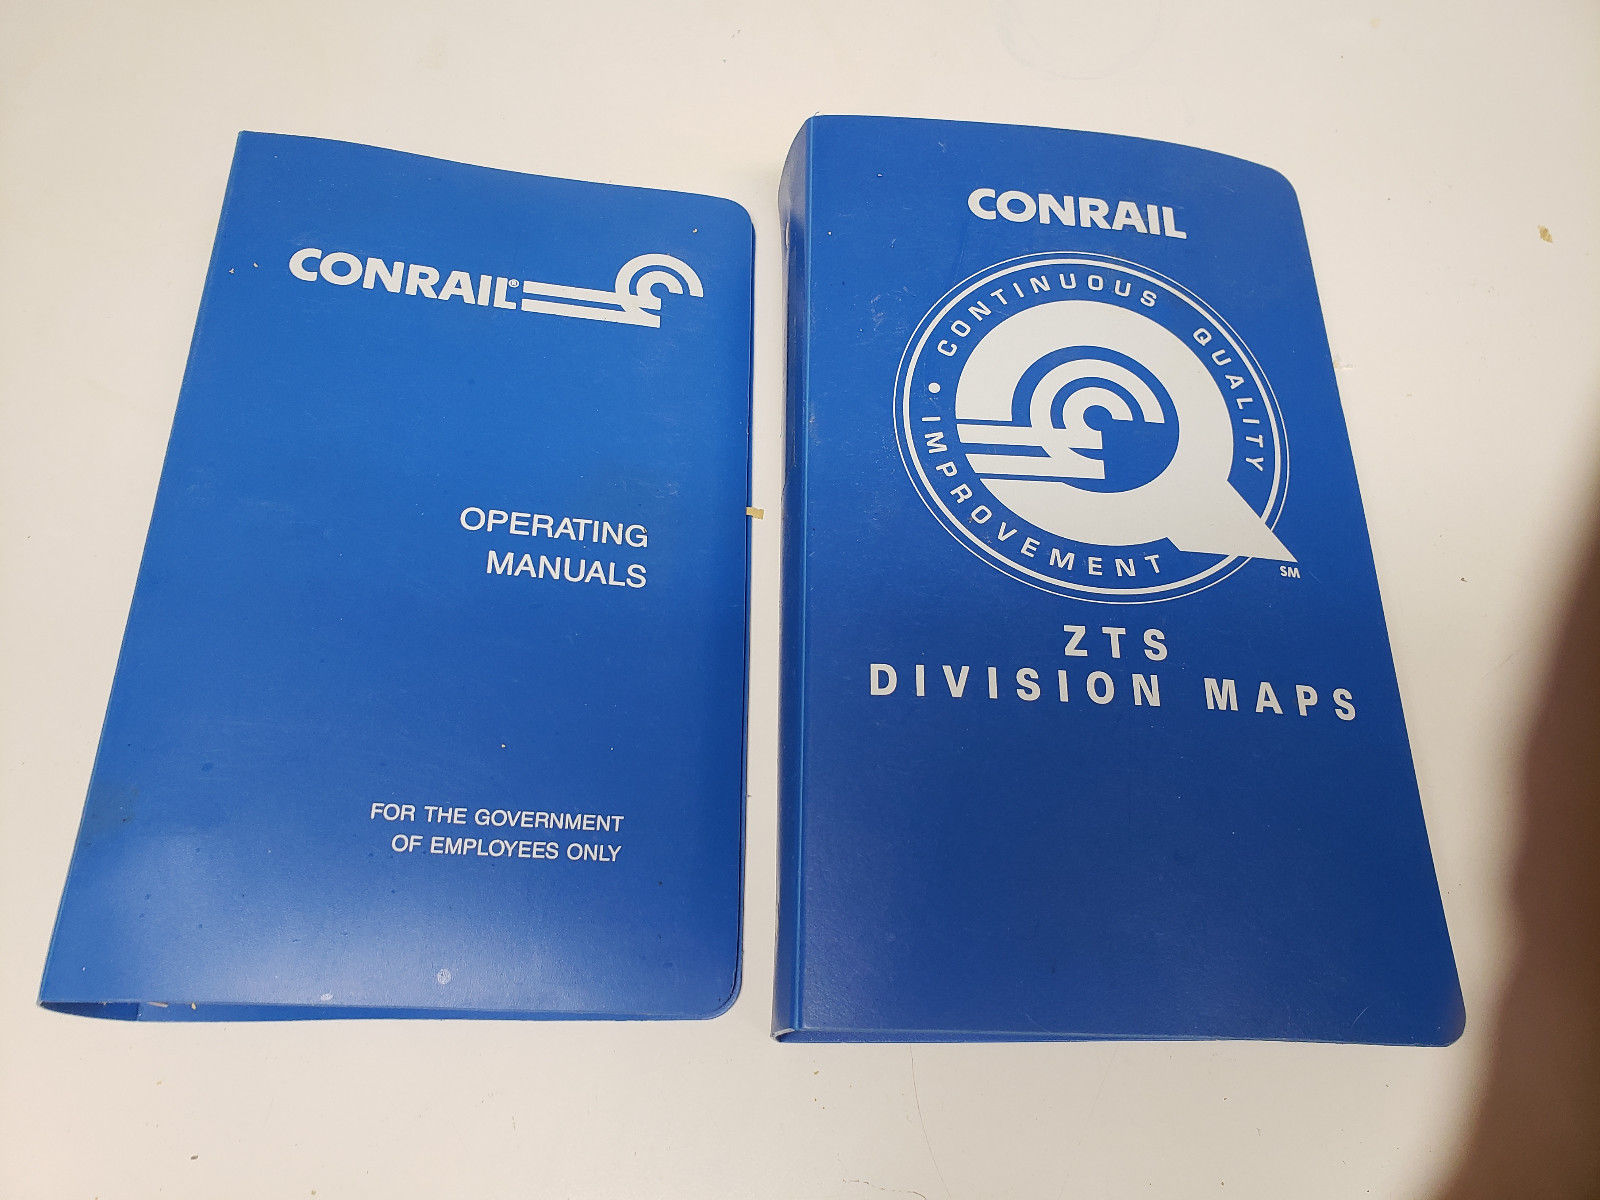 CONRAIL®
OPERATING
MANUALS
FOR THE GOVERNMENT
OF EMPLOYEES ONLY
CONRAIL
• CONTINUOUS QUALITY
IMPROVEMENT
SM
ZTS
DIVISION MAPS